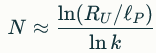 N ≈ ln(R_U/ℓ_P) / ln k